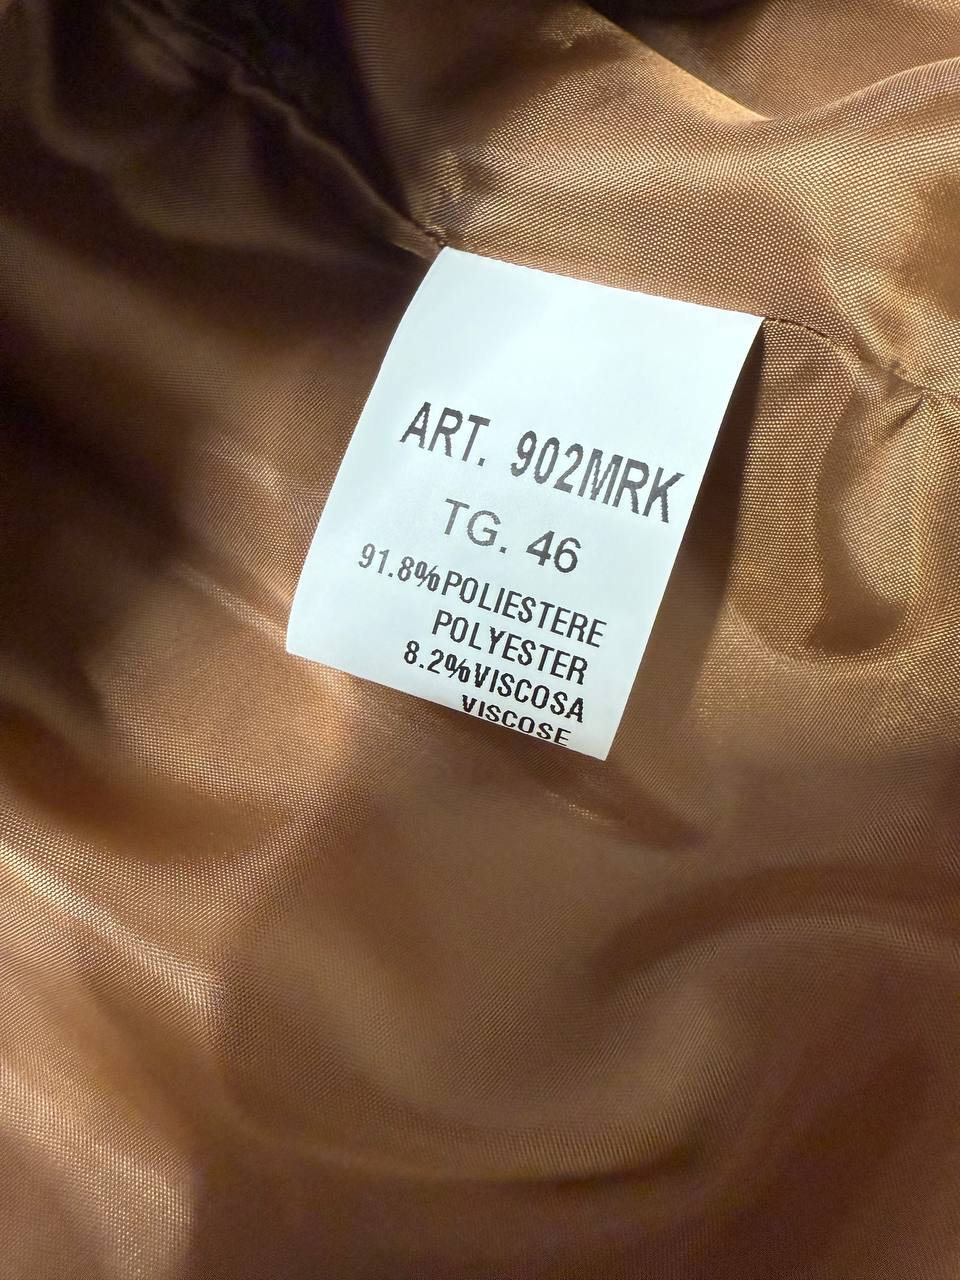 ART. 902MRK
TG. 46
91.8%POLIESTERE
POLYESTER
8.2%VISCOSA
VISCOSE